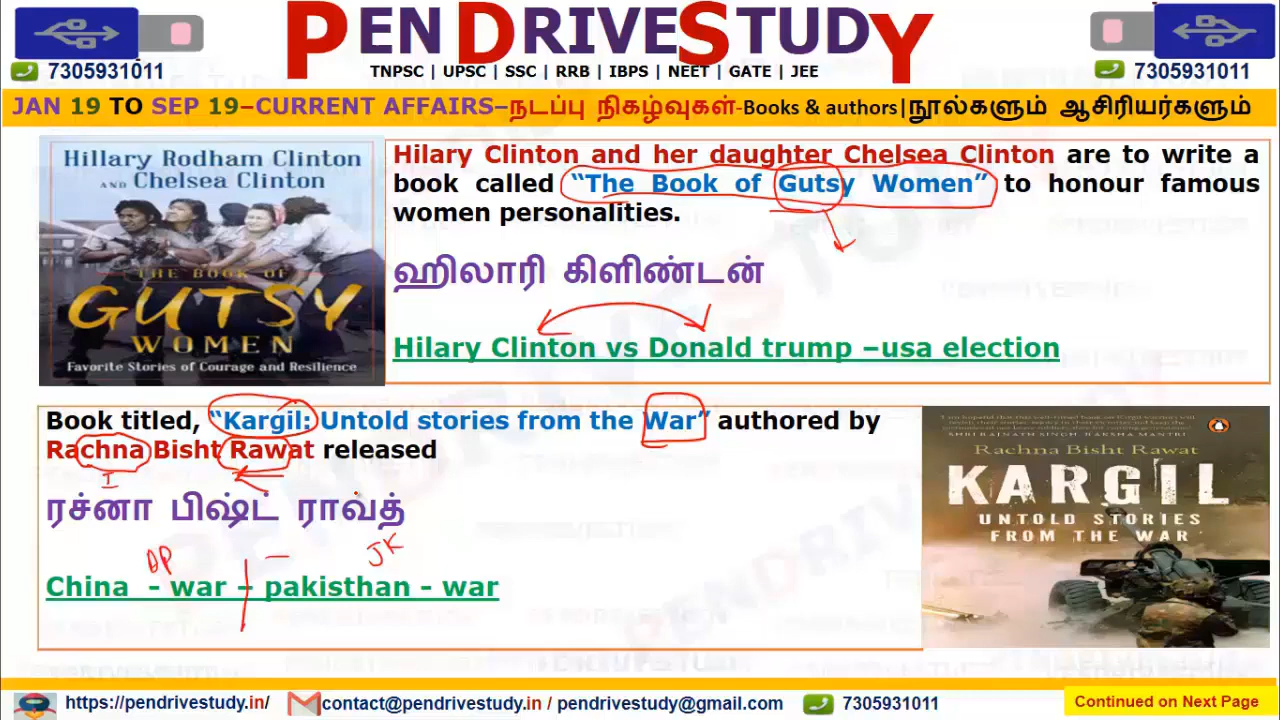 PENDRIVESTUDY
TNPSC | UPSC | SSC | RRB | IBPS | NEET | GATE | JEE
7305931011
7305931011
JAN 19 TO SEP 19–CURRENT AFFAIRS–நடப்பு நிகழ்வுகள்-Books & authors|நூல்களும் ஆசிரியர்களும்
Hillary Rodham Clinton
AND Chelsea Clinton
THE BOOK OF
GUTSY
WOMEN
Favorite Stories of Courage and Resilience
Hilary Clinton and her daughter Chelsea Clinton are to write a
book called “The Book of Gutsy Women” to honour famous
women personalities.
ஹிலாரி கிளிண்டன்
Hilary Clinton vs Donald trump –usa election
Book titled, “Kargil: Untold stories from the War” authored by
Rachna Bisht Rawat released
I
ரச்னா பிஷ்ட் ராவ்த்
AP JK
China - war – pakisthan - war
Rachna Bisht Rawat
KARGIL
UNTOLD STORIES
FROM THE WAR
https://pendrivestudy.in/
contact@pendrivestudy.in / pendrivestudy@gmail.com
7305931011
Continued on Next Page